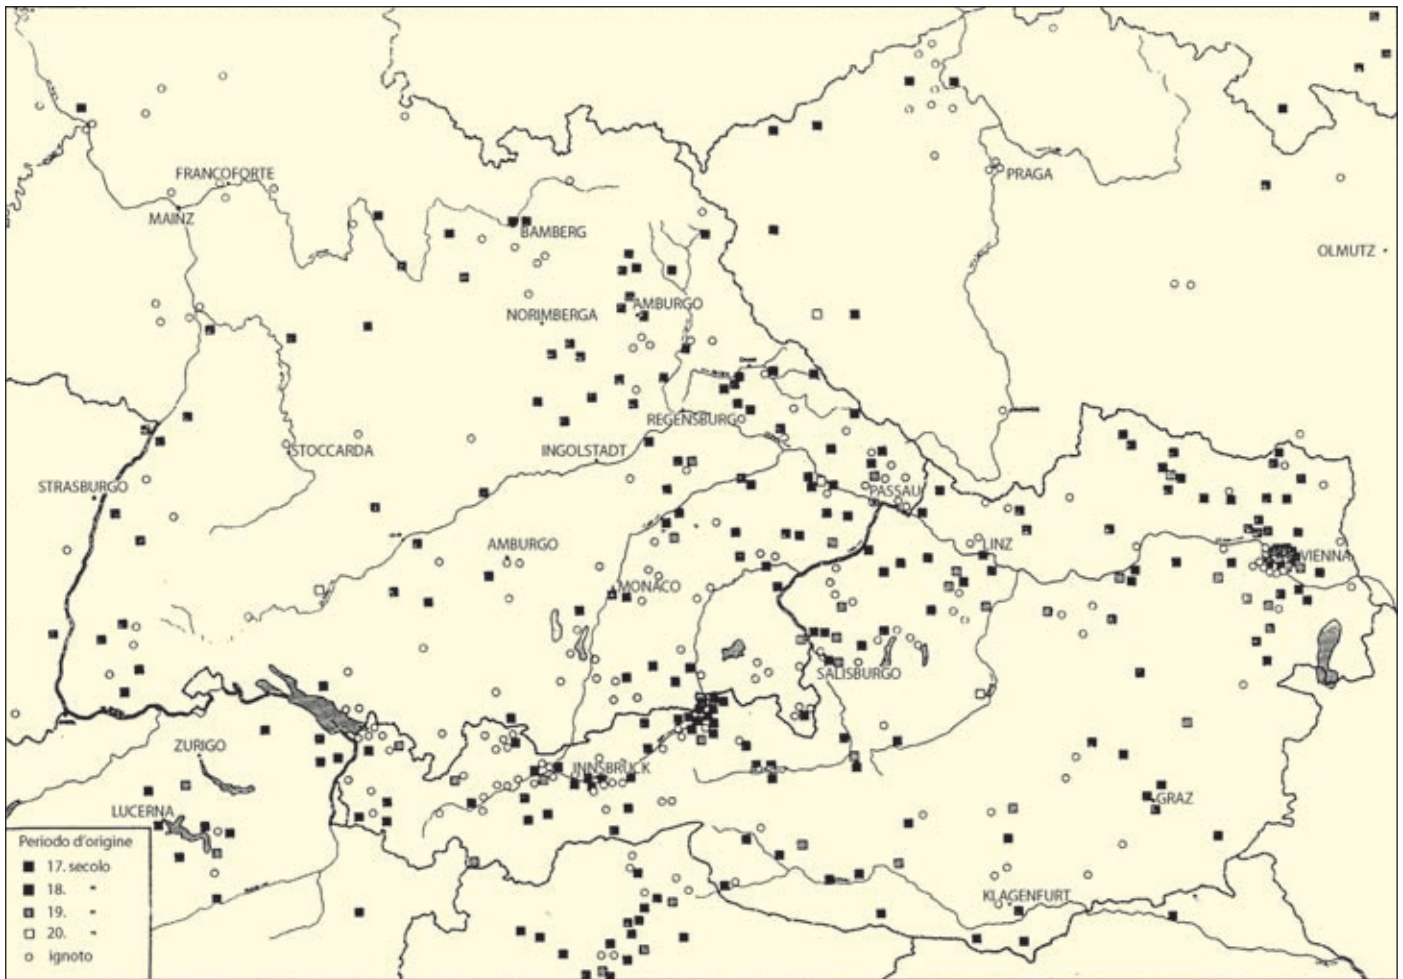 FRANCOFORTE
PRAGA
MAINZ
BAMBERG
OLMUTZ
NORIMBERGA
AMBURGO
REGENSBURG
STOCCARDA
INGOLSTADT
STRASBURGO
PASSAU
AMBURGO
LINZ
VIENNA
MONACO
SALISBURGO
ZURIGO
INNSBRUCK
LUCERNA
GRAZ
KLAGENFURT
Periodo d'origine
17. secolo
18. "
19. "
20. "
ignoto